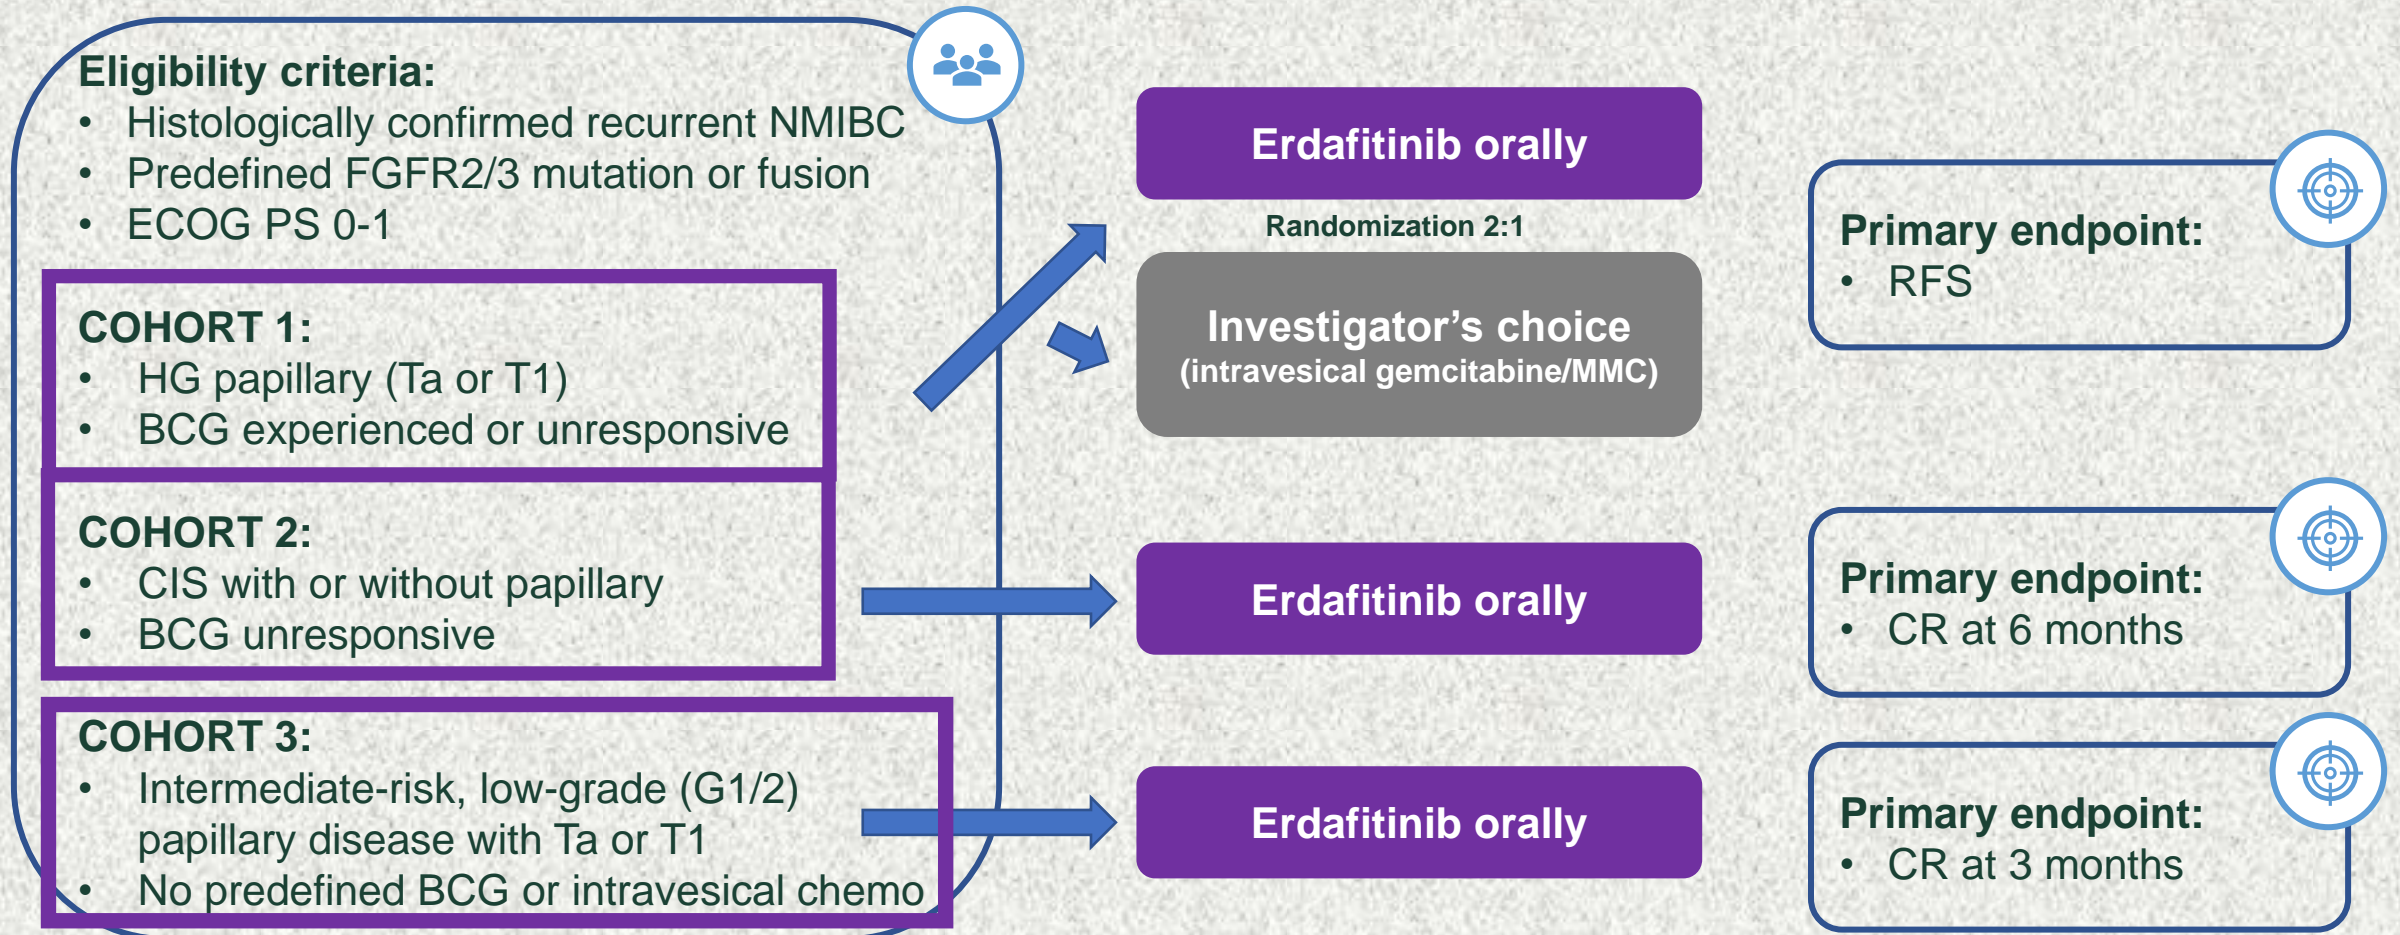 Eligibility criteria:
• Histologically confirmed recurrent NMIBC
• Predefined FGFR2/3 mutation or fusion
• ECOG PS 0-1
COHORT 1:
• HG papillary (Ta or T1)
• BCG experienced or unresponsive
COHORT 2:
• CIS with or without papillary
• BCG unresponsive
COHORT 3:
• Intermediate-risk, low-grade (G1/2)
papillary disease with Ta or T1
• No predefined BCG or intravesical chemo
Erdafitinib orally
Randomization 2:1
Investigator’s choice
(intravesical gemcitabine/MMC)
Erdafitinib orally
Erdafitinib orally
Primary endpoint:
• RFS
Primary endpoint:
• CR at 6 months
Primary endpoint:
• CR at 3 months